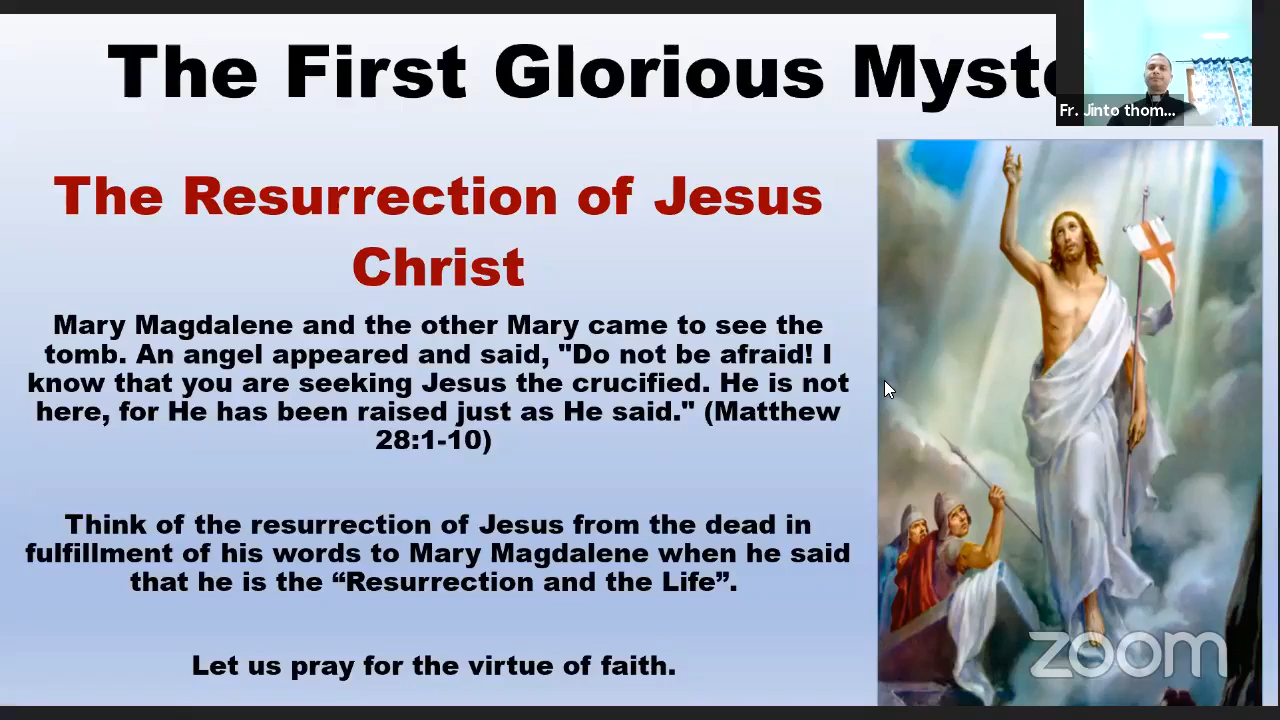 The First Glorious Myste
Fr. Jinto thom...
The Resurrection of Jesus
Christ
Mary Magdalene and the other Mary came to see the
tomb. An angel appeared and said, "Do not be afraid! I
know that you are seeking Jesus the crucified. He is not
here, for He has been raised just as He said." (Matthew
28:1-10)
Think of the resurrection of Jesus from the dead in
fulfillment of his words to Mary Magdalene when he said
that he is the “Resurrection and the Life”.
Let us pray for the virtue of faith.
zoom